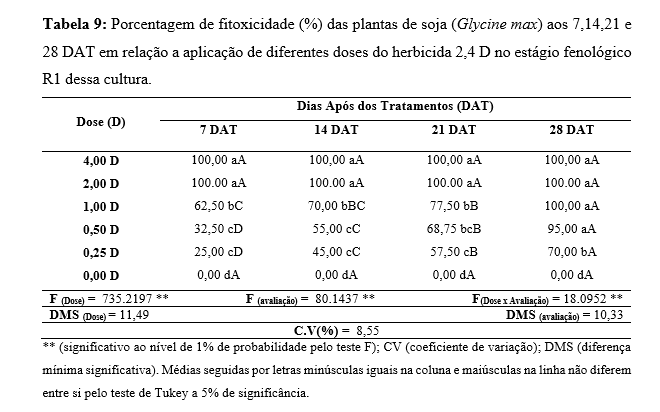 Tabela 9: Porcentagem de fitoxicidade (%) das plantas de soja (Glycine max) aos 7,14,21 e
28 DAT em relação a aplicação de diferentes doses do herbicida 2,4 D no estágio fenológico
R1 dessa cultura.
Dose (D) Dias Após dos Tratamentos (DAT)
7 DAT 14 DAT 21 DAT 28 DAT
4,00 D 100,00 aA 100,00 aA 100,00 aA 100,00 aA
2,00 D 100.00 aA 100.00 aA 100.00 aA 100.00 aA
1,00 D 62,50 bC 70,00 bBC 77,50 bB 100,00 aA
0,50 D 32,50 cD 55,00 cC 68,75 bcB 95,00 aA
0,25 D 25,00 cD 45,00 cC 57,50 cB 70,00 bA
0,00 D 0,00 dA 0,00 dA 0,00 dA 0,00 dA
F (Dose) = 735.2197 ** F (avaliação) = 80.1437 ** F(Dose x Avaliação) = 18.0952 **
DMS (Dose) = 11,49 DMS (avaliação) = 10,33
C.V(%) = 8,55
** (significativo ao nível de 1% de probabilidade pelo teste F); CV (coeficiente de variação); DMS (diferença
mínima significativa). Médias seguidas por letras minúsculas iguais na coluna e maiúsculas na linha não diferem
entre si pelo teste de Tukey a 5% de significância.